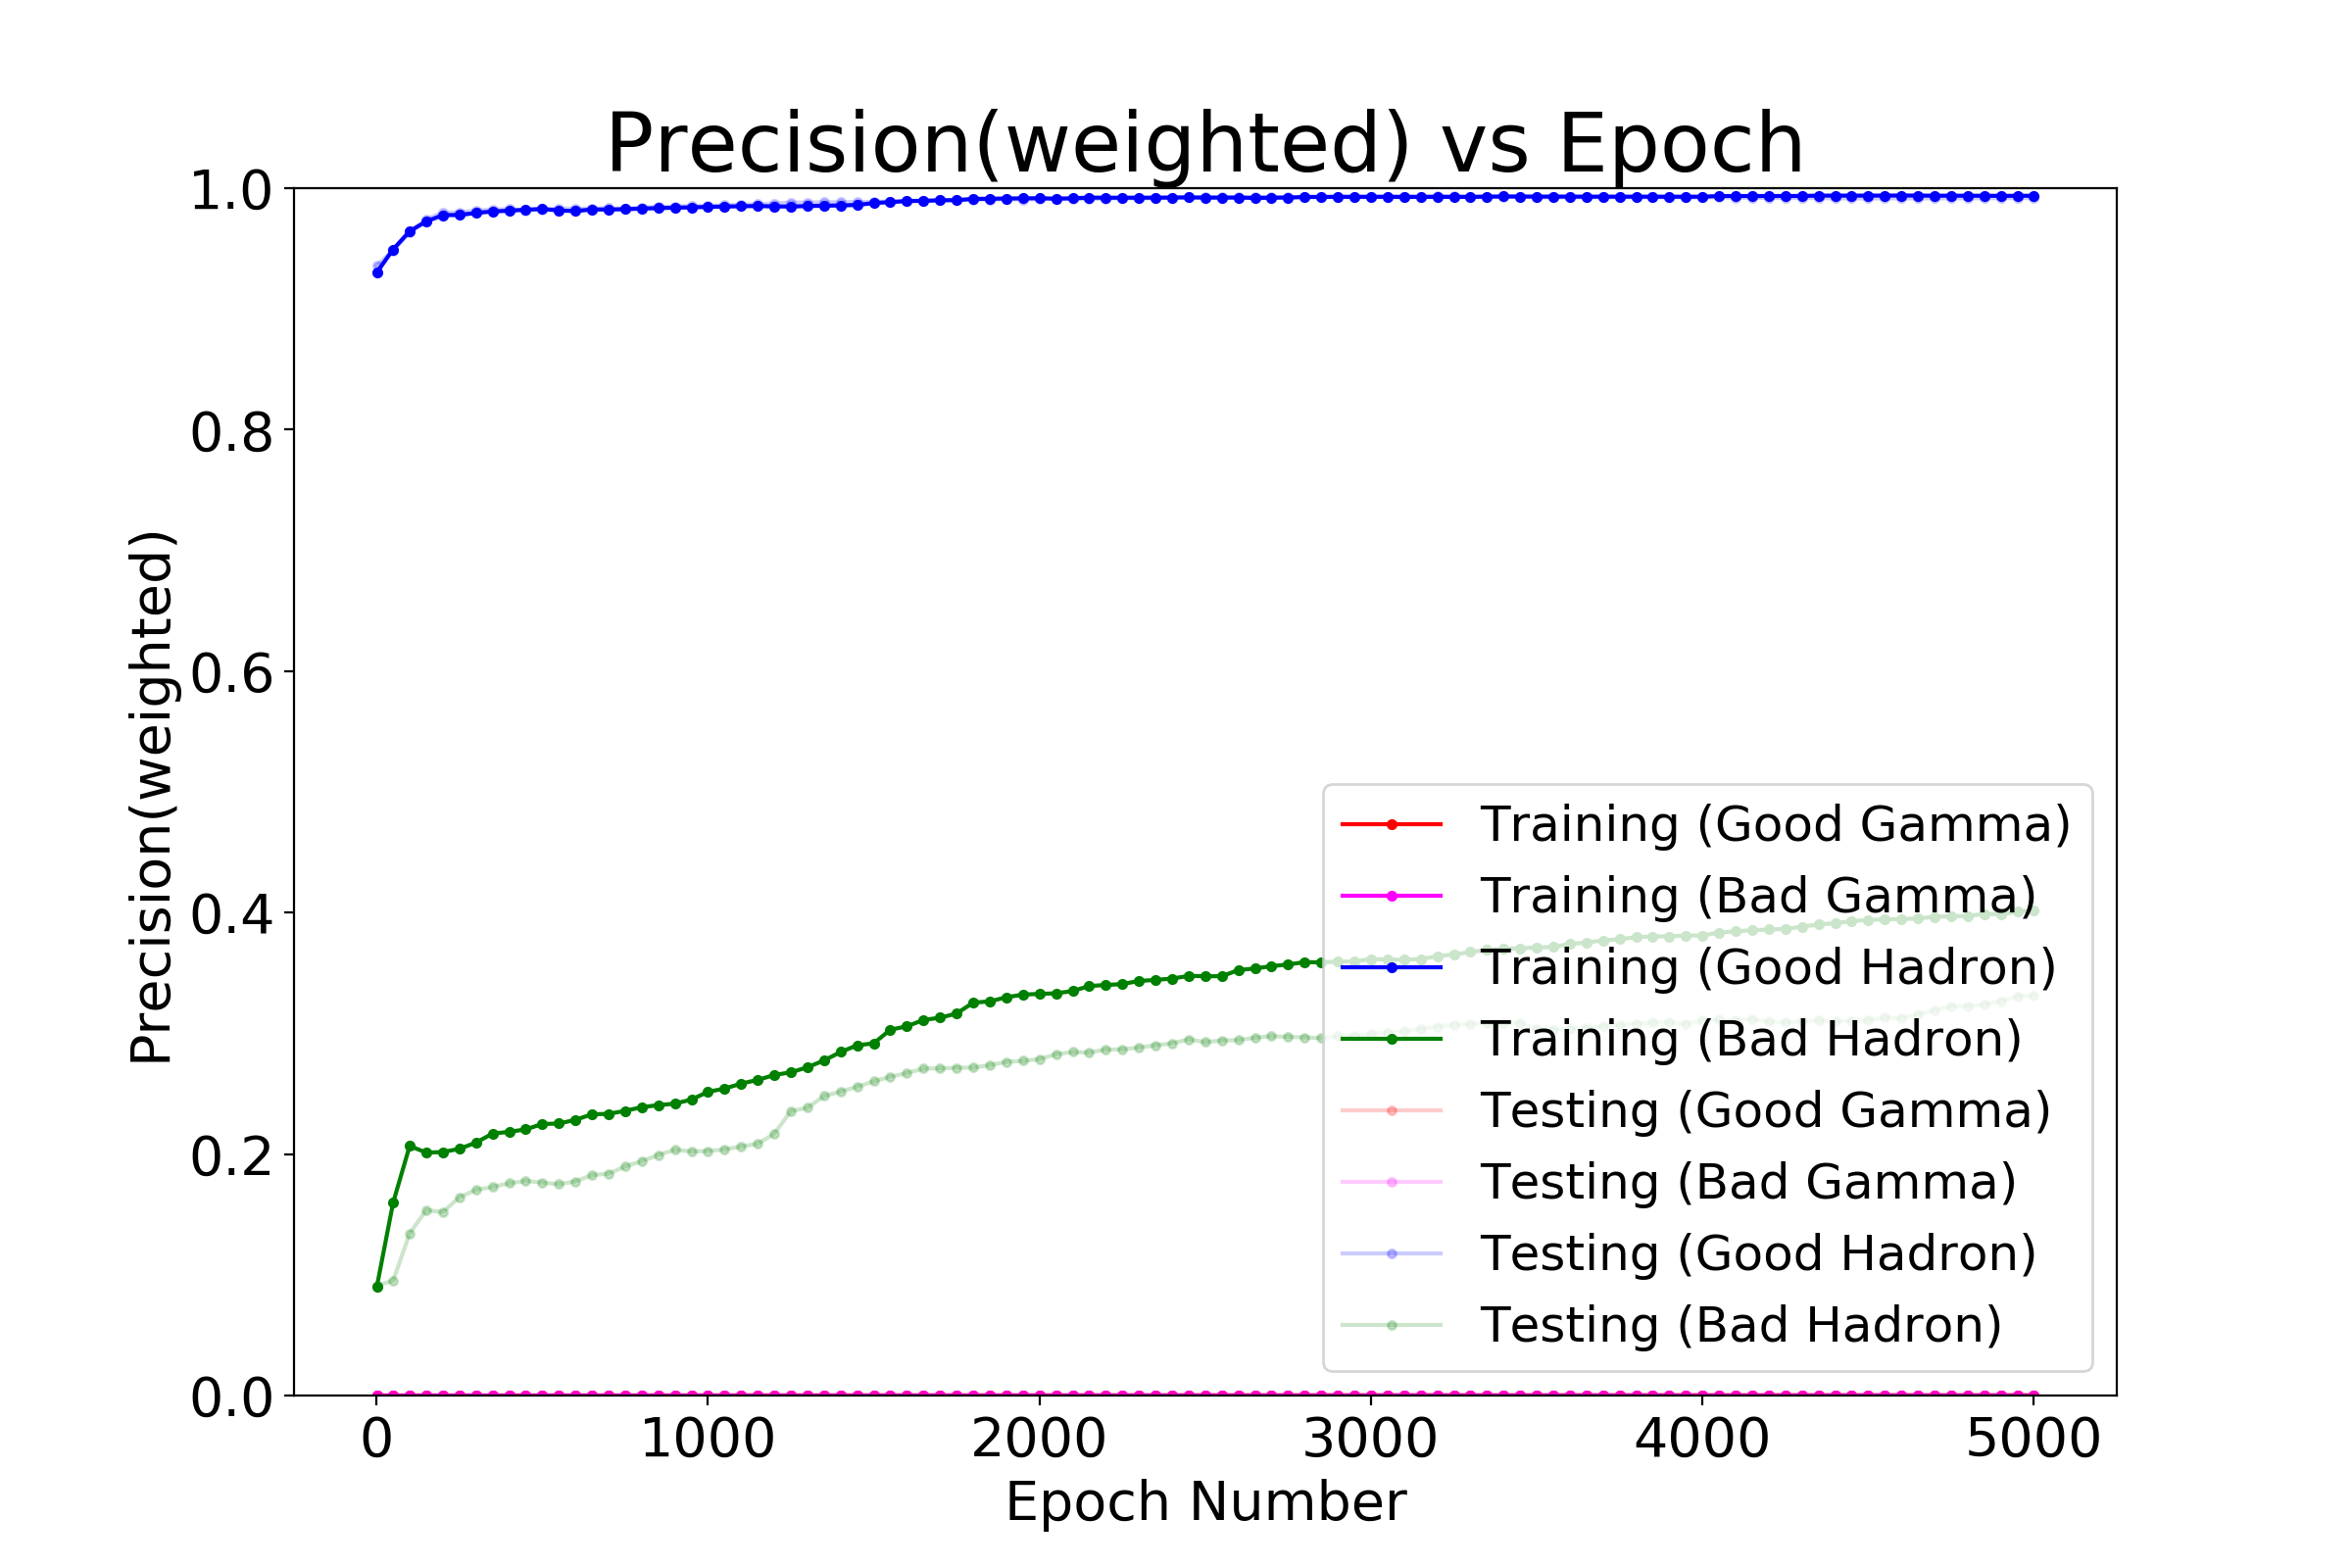 Precision(weighted) vs Epoch
Precision(weighted)
1.0
0.8
0.6
0.4
0.2
0.0
Training (Good Gamma)
Training (Bad Gamma)
Training (Good Hadron)
Training (Bad Hadron)
Testing (Good Gamma)
Testing (Bad Gamma)
Testing (Good Hadron)
Testing (Bad Hadron)
0 1000 2000 3000 4000 5000
Epoch Number